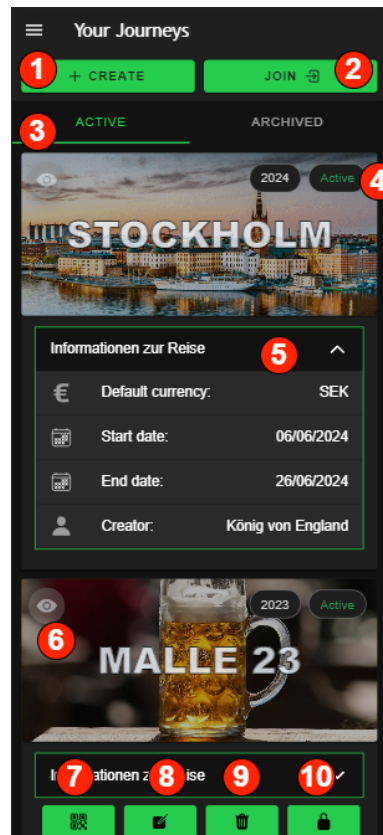 Your Journeys
1 + CREATE JOIN 2
3 ACTIVE ARCHIVED
2024 Active 4
STOCKHOLM
Informationen zur Reise 5
€ Default currency: SEK
Start date: 06/06/2024
End date: 26/06/2024
Creator: König von England
2023 Active
6
MALLE 23
7 8 9 10